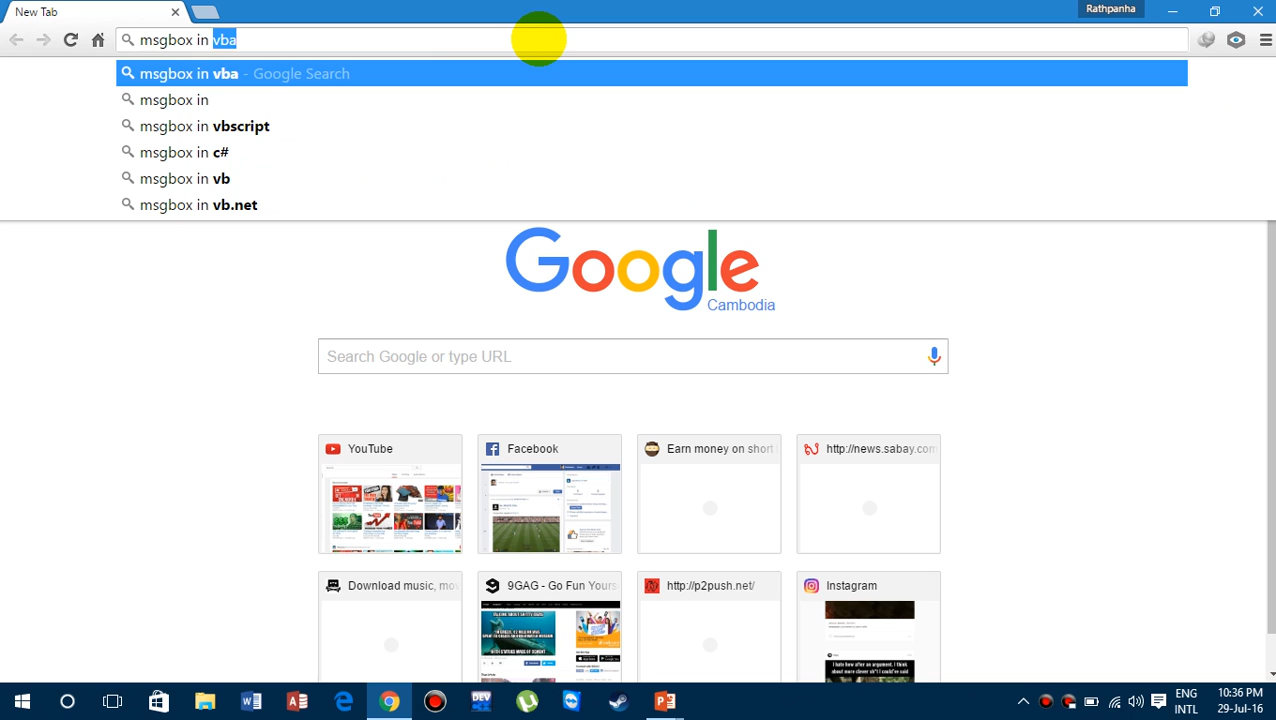 New Tab
Rathpanha
msgbox in vba
msgbox in vba - Google Search
msgbox in
msgbox in vbscript
msgbox in c#
msgbox in vb
msgbox in vb.net
Google
Cambodia
Search Google or type URL
YouTube
Facebook
Earn money on short
http://news.sabay.com
Download music, mov
9GAG - Go Fun Yours
http://p2push.net/
Instagram
ENG
INTL
10:36 PM
29-Jul-16